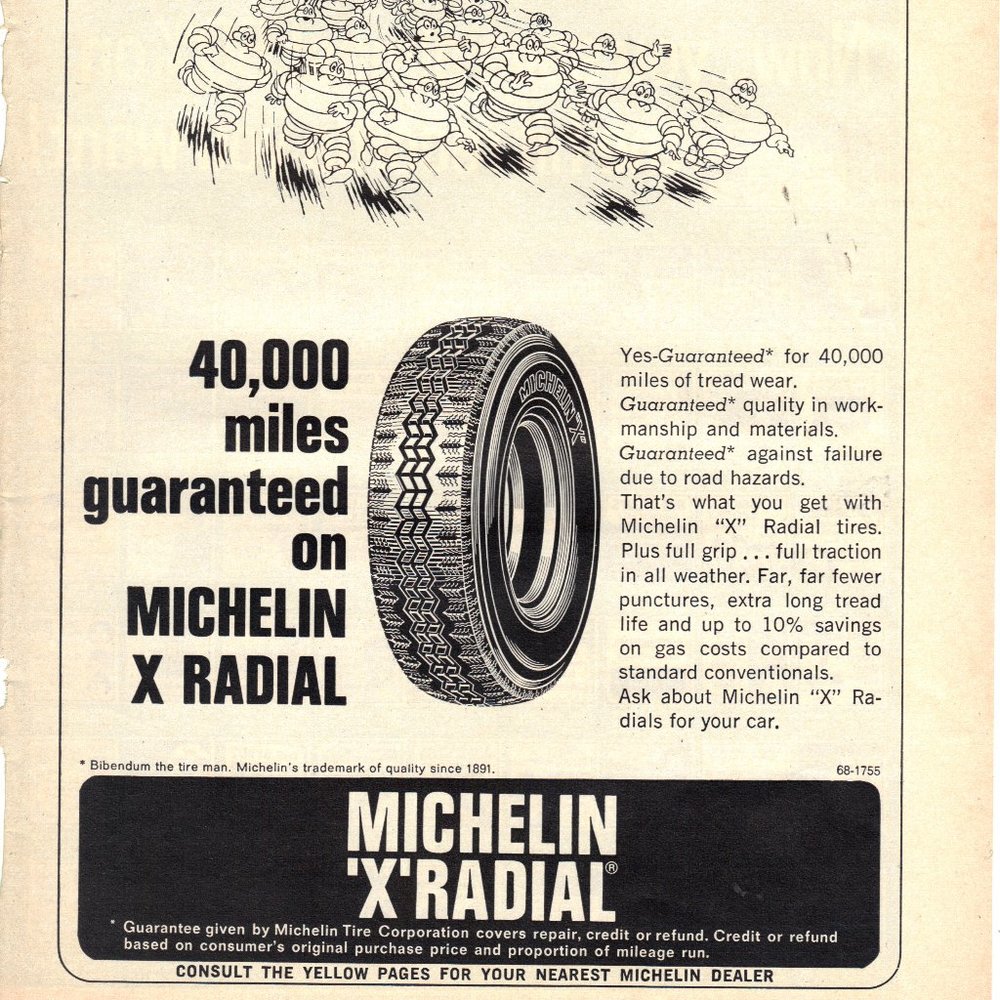 40,000
miles
guaranteed
on
MICHELIN
X RADIAL
MICHELIN X
Yes-Guaranteed* for 40,000
miles of tread wear.
Guaranteed* quality in work-
manship and materials.
Guaranteed* against failure
due to road hazards.
That's what you get with
Michelin “X” Radial tires.
Plus full grip . . . full traction
in all weather. Far, far fewer
punctures, extra long tread
life and up to 10% savings
on gas costs compared to
standard conventionals.
Ask about Michelin “X” Ra-
dials for your car.
* Bibendum the tire man. Michelin's trademark of quality since 1891.
68-1755
MICHELIN
'X' RADIAL®
* Guarantee given by Michelin Tire Corporation covers repair, credit or refund. Credit or refund
based on consumer's original purchase price and proportion of mileage run.
CONSULT THE YELLOW PAGES FOR YOUR NEAREST MICHELIN DEALER